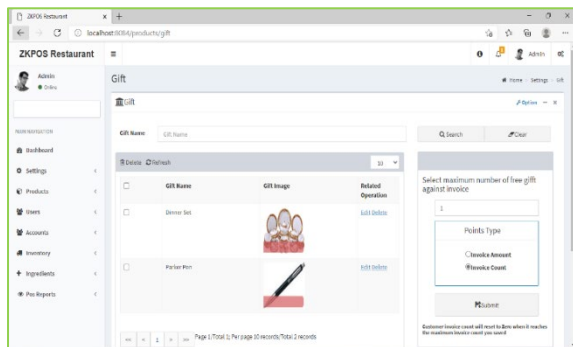 ZKPOS Restaurant
localhost:8084/products/gift
ZKPOS Restaurant
Admin
Admin
Online
Gift
Home
Settings
Gift
Gift
Option
MAIN NAVIGATION
Gift Name
Gift Name
Search
Clear
Dashboard
Settings
Products
Users
Accounts
Inventory
Ingredients
Pos Reports
Delete Refresh
10
Gift Name Gift Image Related Operation
Dinner Set Edit Delete
Parker Pen Edit Delete
<< < 1 > >> Page 1/Total 1; Per page 10 records/Total 2 records
Select maximum number of free gift
against invoice
1
Points Type
Invoice Amount
Invoice Count
Submit
Customer invoice count will reset to Zero when it reaches
the maximum invoice count you saved